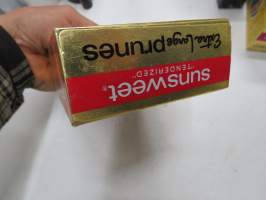 sunsweet®
"TENDERIZED"
Extra Large prunes